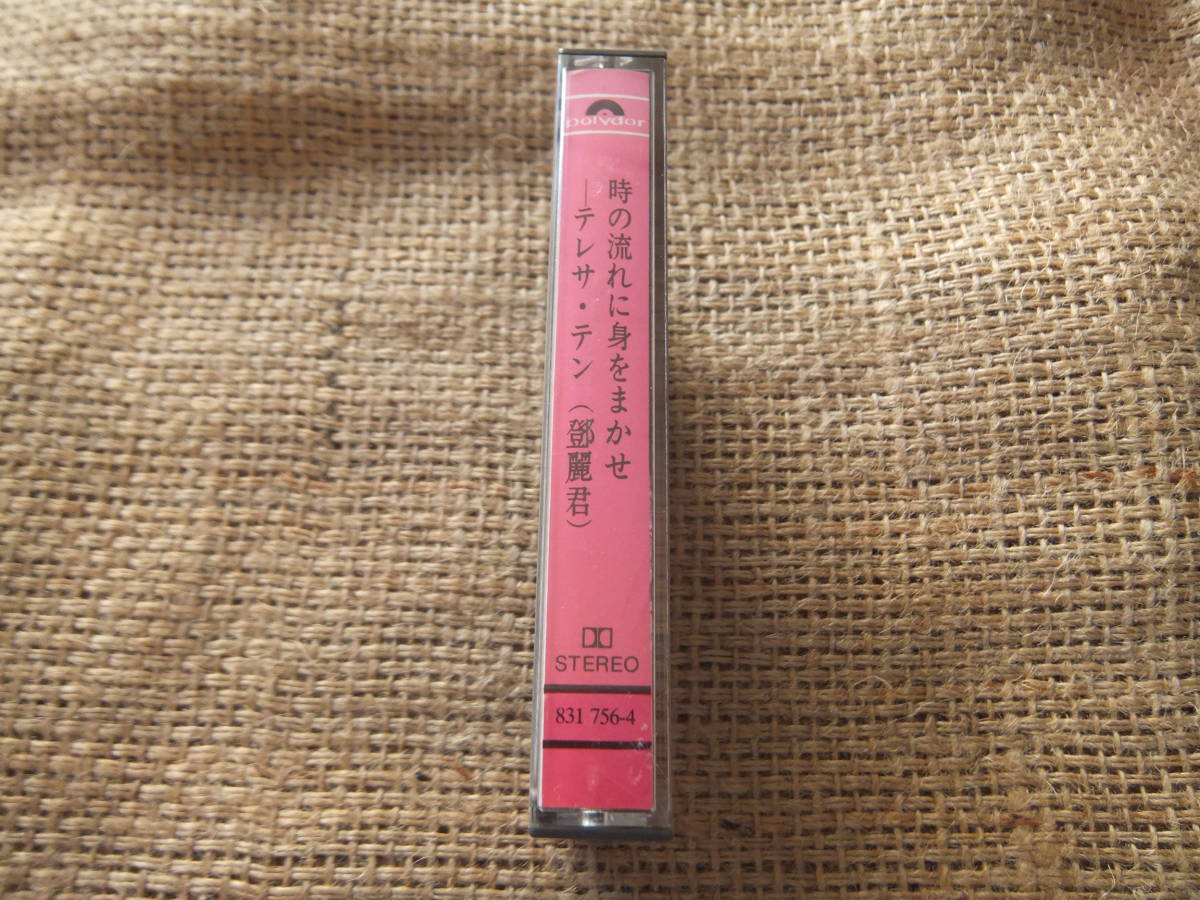 polydor
時の流れに身をまかせ
—テレサ・テン（鄧麗君）
STEREO
831 756-4